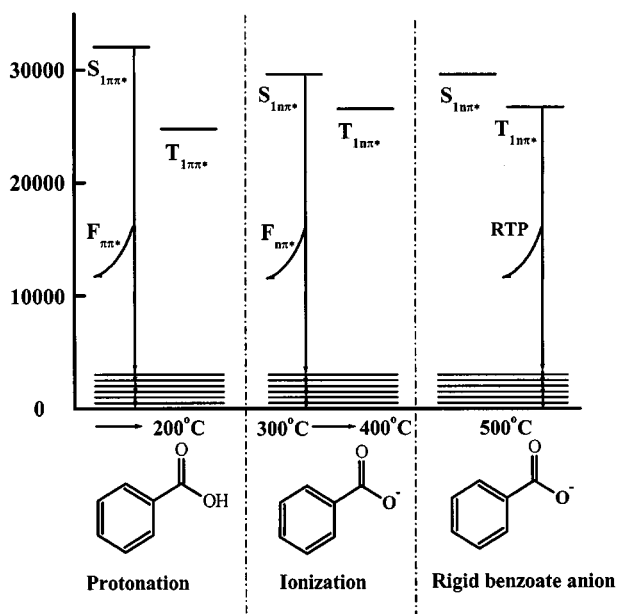 30000
20000
10000
0
S1ππ*
T1ππ*
Fππ*
S1nπ*
T1nπ*
Fnπ*
S1nπ*
T1nπ*
RTP
200°C
300°C 400°C
500°C
O
OH
O
O-
O
O-
Protonation
Ionization
Rigid benzoate anion